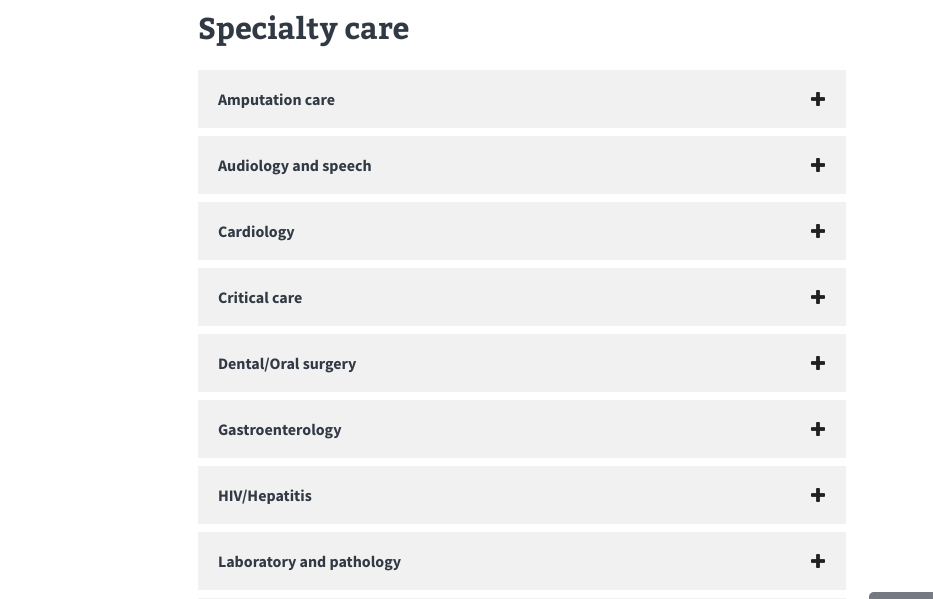 Specialty care
Amputation care
Audiology and speech
Cardiology
Critical care
Dental/Oral surgery
Gastroenterology
HIV/Hepatitis
Laboratory and pathology